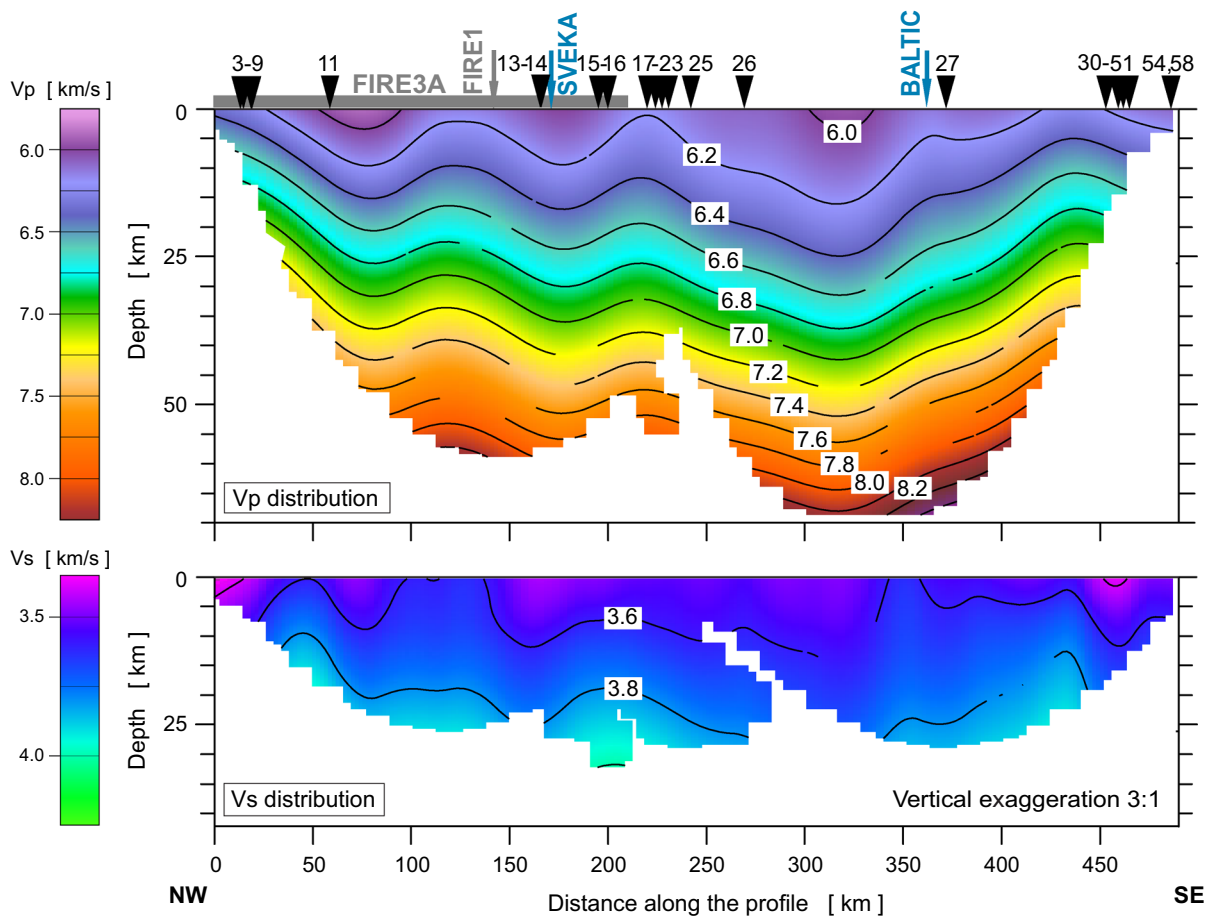 FIRE1
SVEKA
BALTIC
3-9
11
FIRE3A
13-14
15-16
17-23
25
26
27
30-51
54,58
Vp [ km/s]
6.0
6.5
7.0
7.5
8.0
Depth [ km]
0
25
50
6.0
6.2
6.4
6.6
6.8
7.0
7.2
7.4
7.6
7.8
8.0
8.2
Vp distribution
Vs [ km/s]
3.5
4.0
Depth [ km]
0
25
3.6
3.8
Vs distribution
Vertical exaggeration 3:1
0 50 100 150 200 250 300 350 400 450
NW
Distance along the profile [ km ]
SE